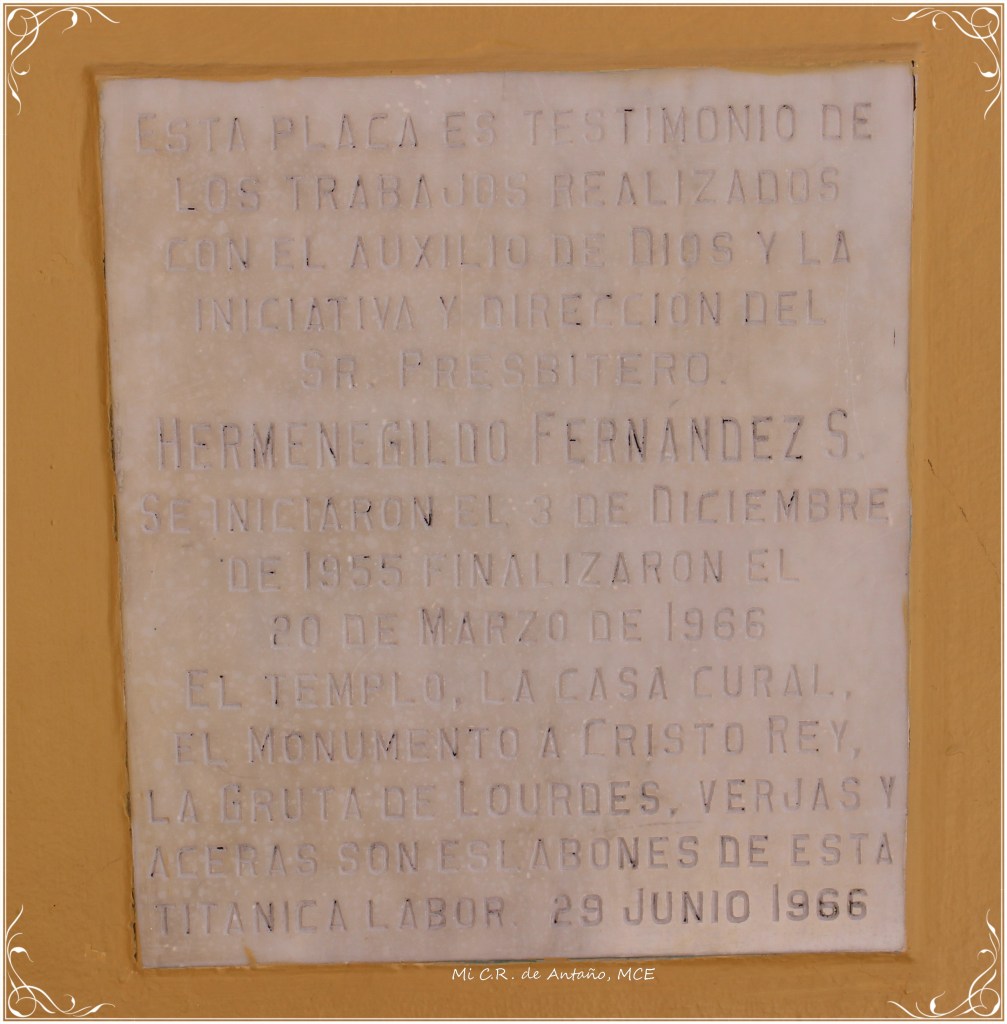 ESTA PLACA ES TESTIMONIO DE
LOS TRABAJOS REALIZADOS
CON EL AUXILIO DE DIOS Y LA
INICIATIVA Y DIRECCION DEL
SR. PRESBITERO.
HERMENEGILDO FERNANDEZ S.
SE INICIARON EL 3 DE DICIEMBRE
DE 1955 FINALIZARON EL
20 DE MARZO DE 1966
EL TEMPLO, LA CASA CURAL,
EL MONUMENTO A CRISTO REY,
LA GRUTA DE LOURDES, VERJAS Y
ACERAS SON ESLABONES DE ESTA
TITANICA LABOR. 29 JUNIO 1966
Mi C.R. de Antaño, MCE